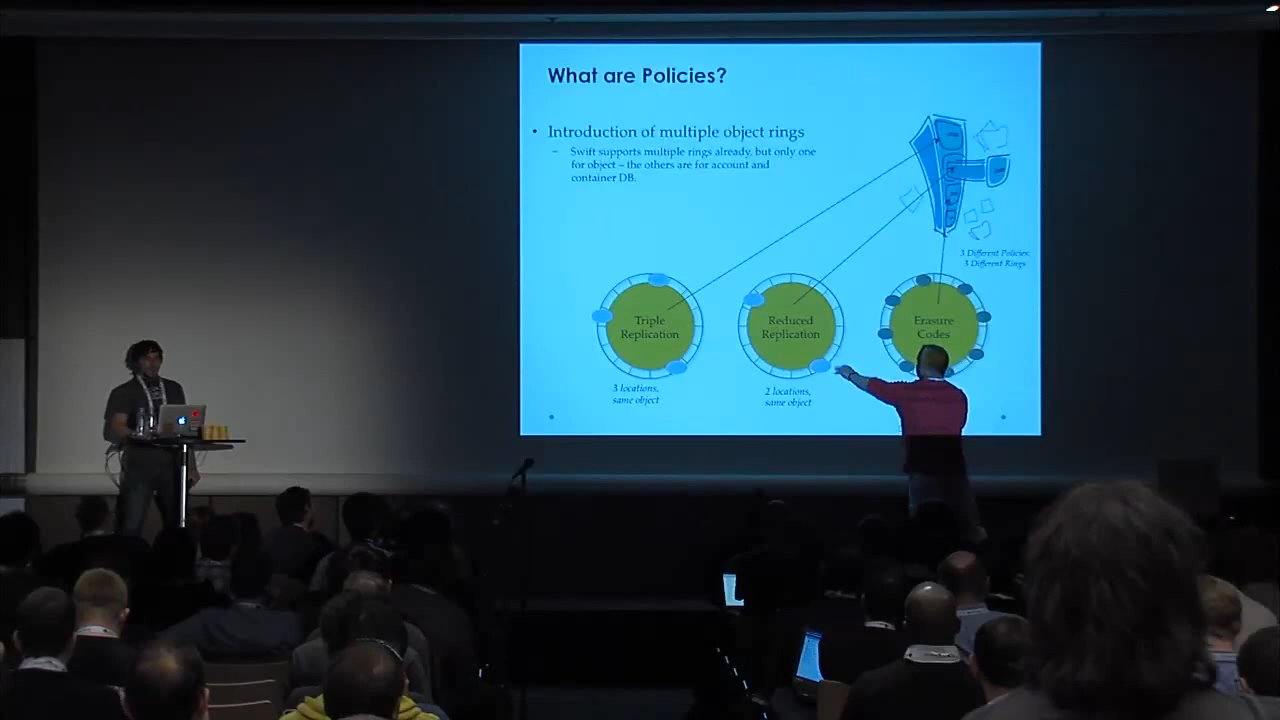 What are Policies?
• Introduction of multiple object rings
– Swift supports multiple rings already, but only one
for object – the others are for account and
container DB.
3 Different Policies,
3 Different Rings
Triple
Replication
Reduced
Replication
Erasure
Codes
3 locations,
same object
2 locations,
same object